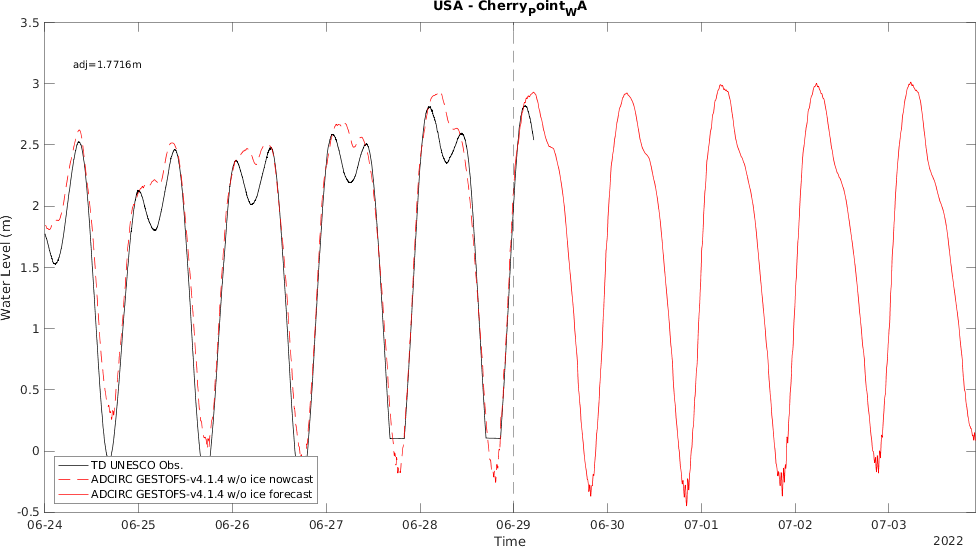 USA - CherryPointWA
adj=1.7716m
3.5
3
2.5
2
1.5
1
0.5
0
-0.5
Water Level (m)
TD UNESCO Obs.
ADCIRC GESTOFS-v4.1.4 w/o ice nowcast
ADCIRC GESTOFS-v4.1.4 w/o ice forecast
06-24 06-25 06-26 06-27 06-28 06-29 06-30 07-01 07-02 07-03
Time
2022